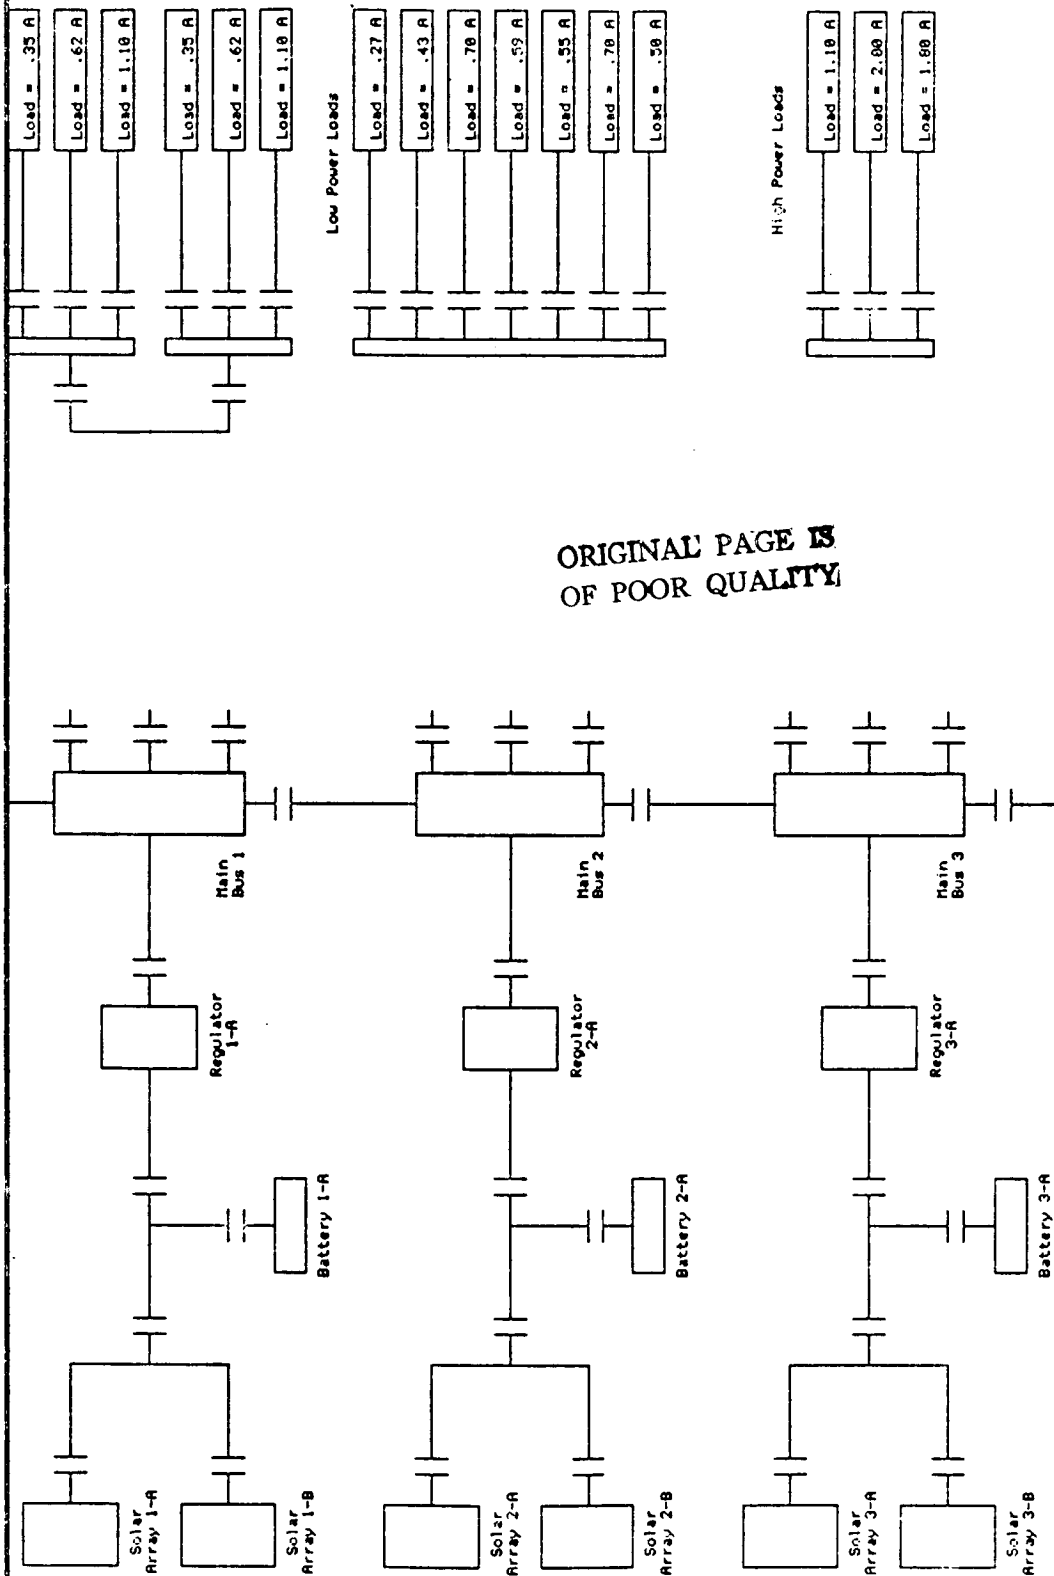 Load = .35 A
Load = .62 A
Load = 1.10 A
Load = .35 A
Load = .62 A
Load = 1.10 A
Low Power Loads
Load = .27 A
Load = .43 A
Load = .70 A
Load = .59 A
Load = .55 A
Load = .70 A
Load = .50 A
High Power Loads
Load = 1.10 A
Load = 2.00 A
Load = 1.80 A
ORIGINAL PAGE IS
OF POOR QUALITY
Main
Bus 1
Main
Bus 2
Main
Bus 3
Regulator
1-A
Regulator
2-A
Regulator
3-A
Battery 1-A
Battery 2-A
Battery 3-A
Solar
Array 1-A
Solar
Array 1-B
Solar
Array 2-A
Solar
Array 2-B
Solar
Array 3-A
Solar
Array 3-B